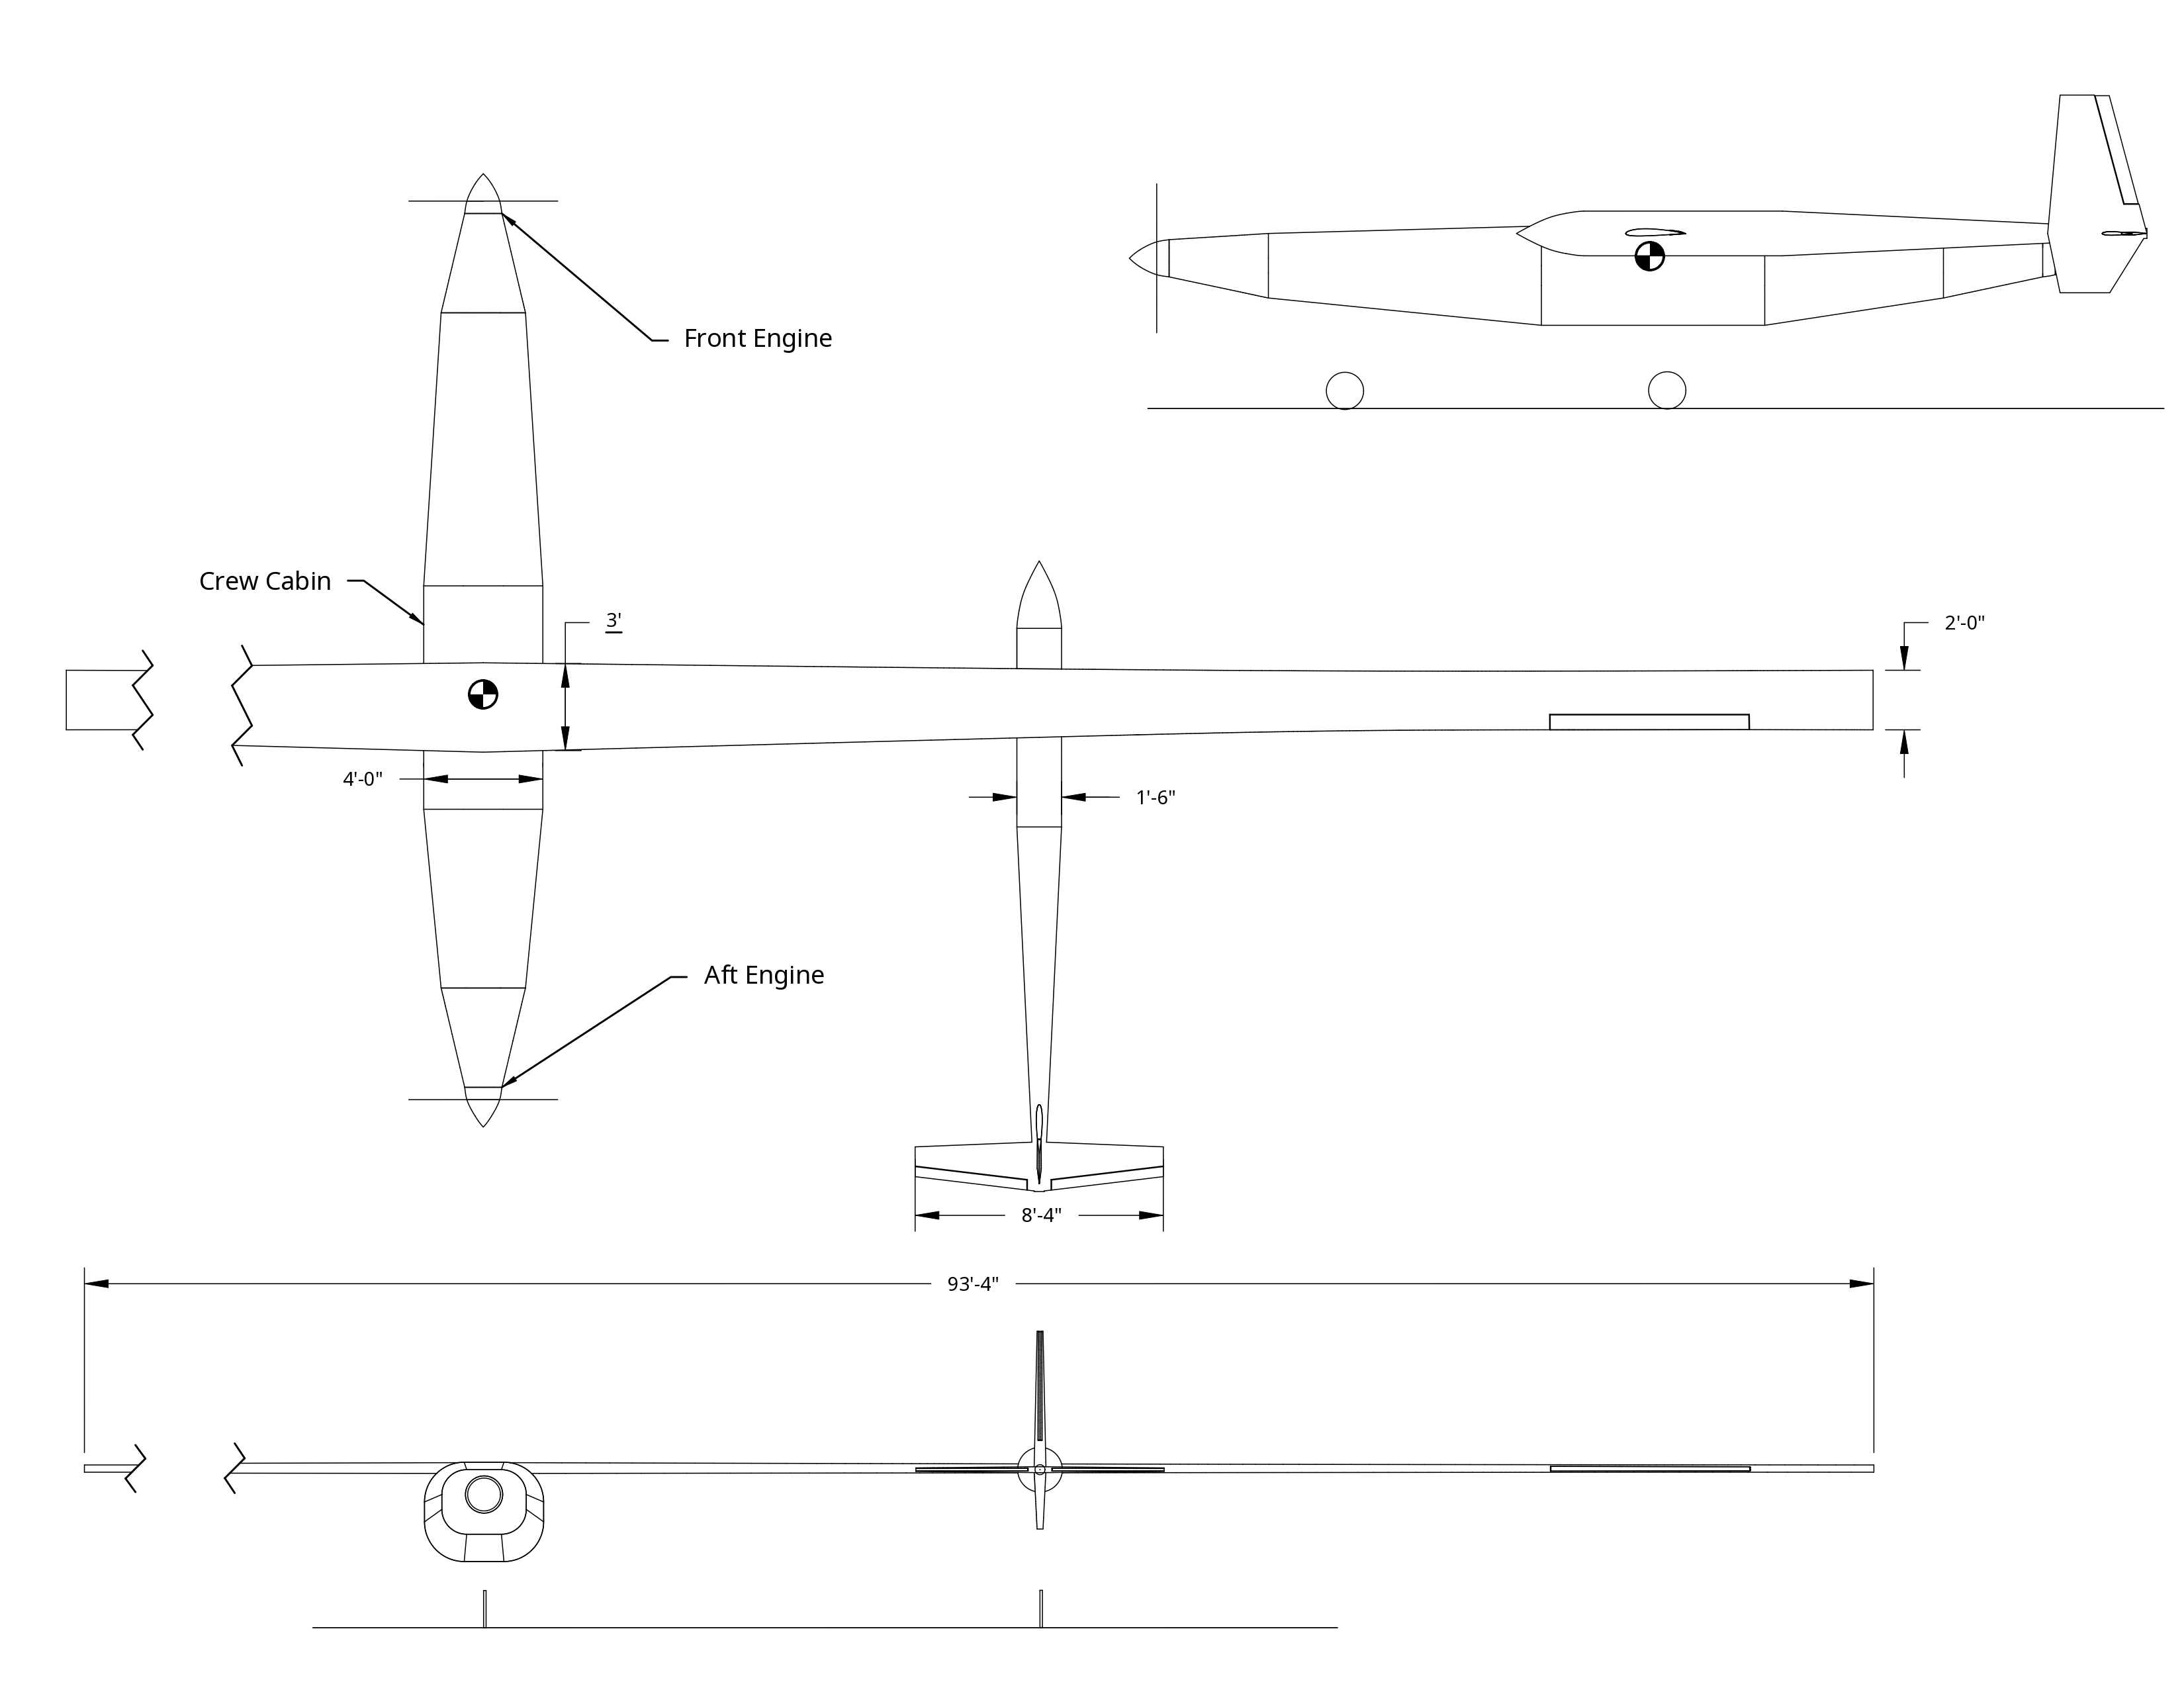 Front Engine
Crew Cabin
3'
2'-0"
4'-0"
1'-6"
Aft Engine
8'-4"
93'-4"